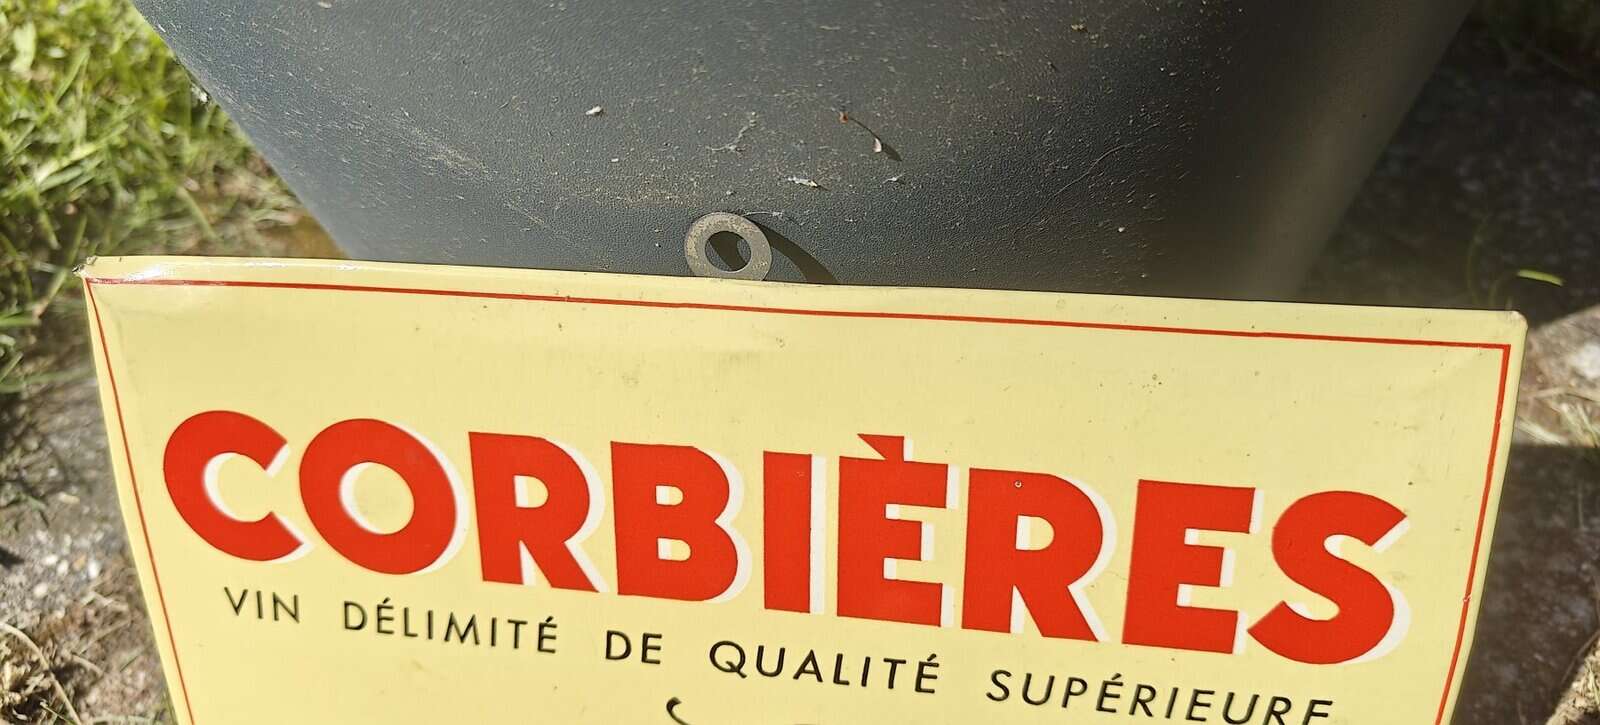 CORBIÈRES
VIN DÉLIMITÉ DE QUALITÉ SUPÉRIEURE